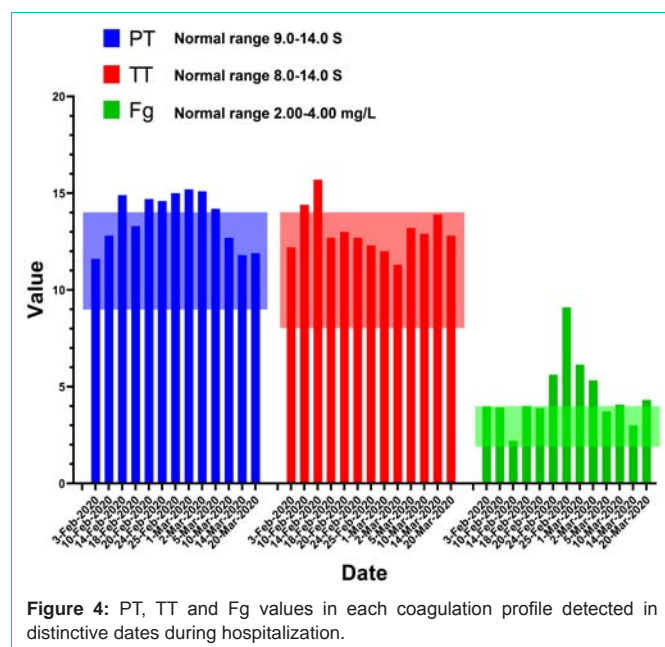 PT Normal range 9.0-14.0 S
TT Normal range 8.0-14.0 S
Fg Normal range 2.00-4.00 mg/L
20
15
10
5
0
Value
3-Feb-2020
10-Feb-2020
14-Feb-2020
18-Feb-2020
20-Feb-2020
24-Feb-2020
25-Feb-2020
1-Mar-2020
2-Mar-2020
5-Mar-2020
10-Mar-2020
14-Mar-2020
20-Mar-2020
3-Feb-2020
10-Feb-2020
14-Feb-2020
18-Feb-2020
20-Feb-2020
24-Feb-2020
25-Feb-2020
1-Mar-2020
2-Mar-2020
5-Mar-2020
10-Mar-2020
14-Mar-2020
20-Mar-2020
3-Feb-2020
10-Feb-2020
14-Feb-2020
18-Feb-2020
20-Feb-2020
24-Feb-2020
25-Feb-2020
1-Mar-2020
2-Mar-2020
5-Mar-2020
10-Mar-2020
14-Mar-2020
20-Mar-2020
Date
Figure 4: PT, TT and Fg values in each coagulation profile detected in
distinctive dates during hospitalization.